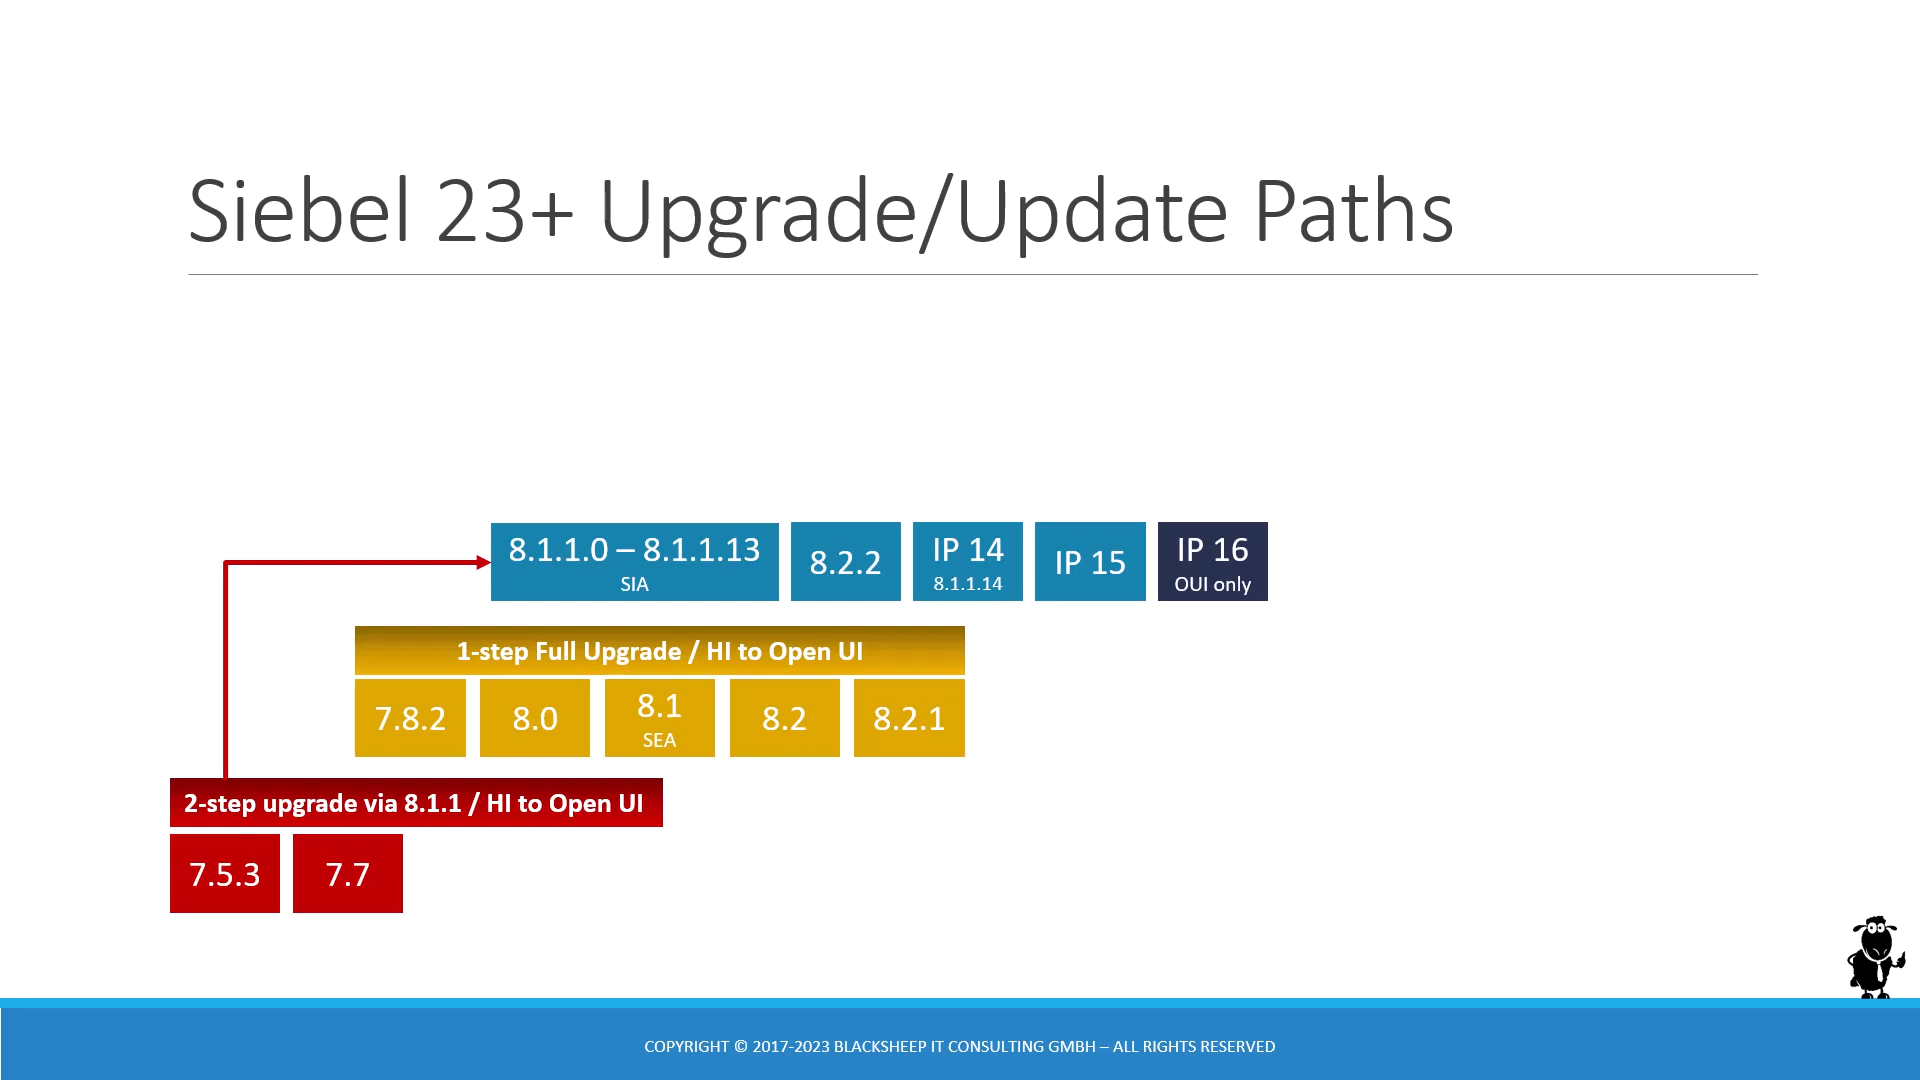 Siebel 23+ Upgrade/Update Paths
8.1.1.0 – 8.1.1.13
SIA
8.2.2
IP 14
8.1.1.14
IP 15
IP 16
OUI only
1-step Full Upgrade / HI to Open UI
7.8.2
8.0
8.1
SEA
8.2
8.2.1
2-step upgrade via 8.1.1 / HI to Open UI
7.5.3
7.7
COPYRIGHT © 2017-2023 BLACKSHEEP IT CONSULTING GMBH – ALL RIGHTS RESERVED